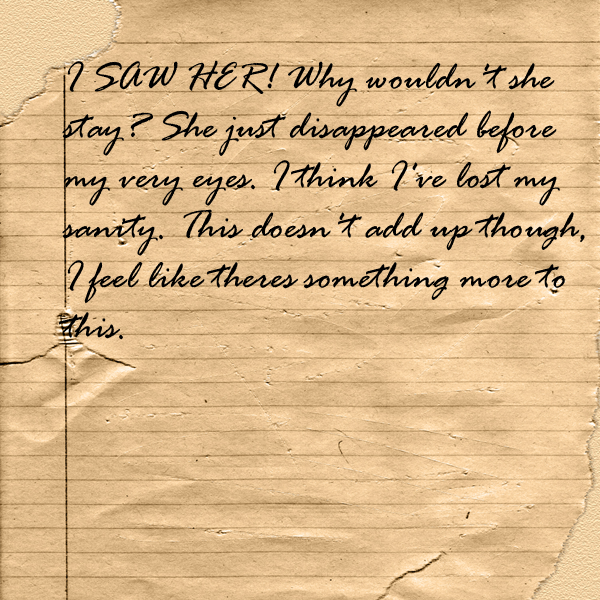 I SAW HER! Why wouldn't she
stay? She just disappeared before
my very eyes. I think I've lost my
sanity. This doesn't add up though,
I feel like theres something more to
this.